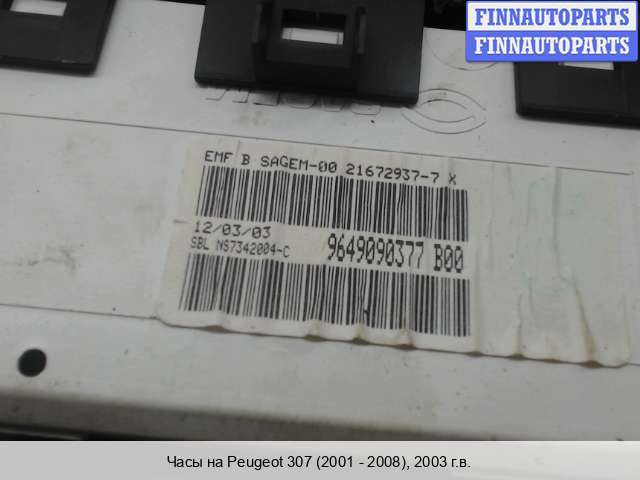 FINNAUTOPARTS
FINNAUTOPARTS
SAGEM
EMF B SAGEM-00 21672937-7 X
12/03/03
SBL NS7342004-C 9649090377 B00
Часы на Peugeot 307 (2001 - 2008), 2003 г.в.